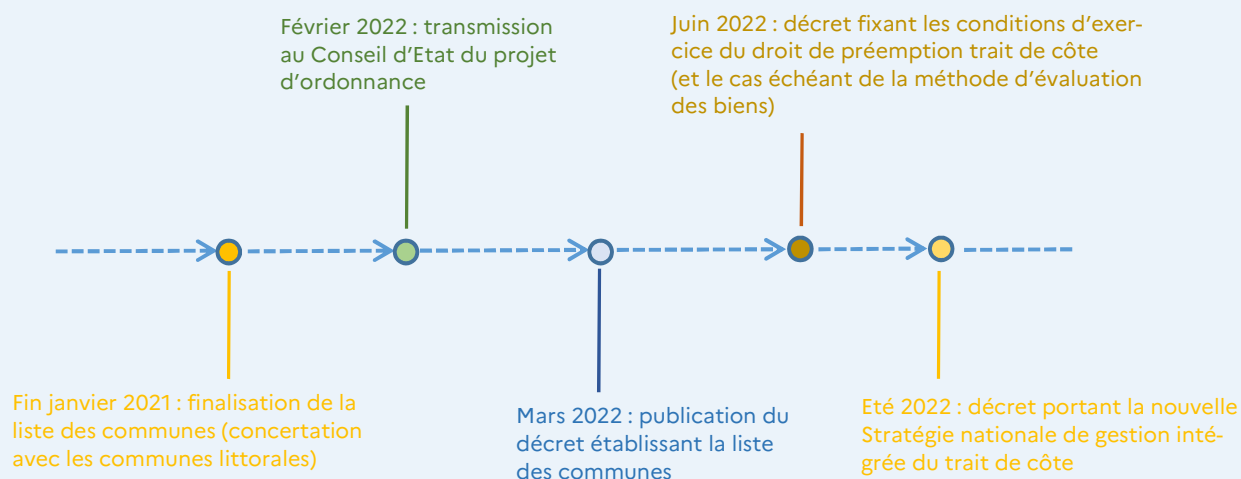 Février 2022 : transmission
au Conseil d'Etat du projet
d'ordonnance
Juin 2022 : décret fixant les conditions d'exer-
cice du droit de préemption trait de côte
(et le cas échéant de la méthode d'évaluation
des biens)
Fin janvier 2021 : finalisation de la
liste des communes (concertation
avec les communes littorales)
Mars 2022 : publication du
décret établissant la liste
des communes
Eté 2022 : décret portant la nouvelle
Stratégie nationale de gestion inté-
grée du trait de côte